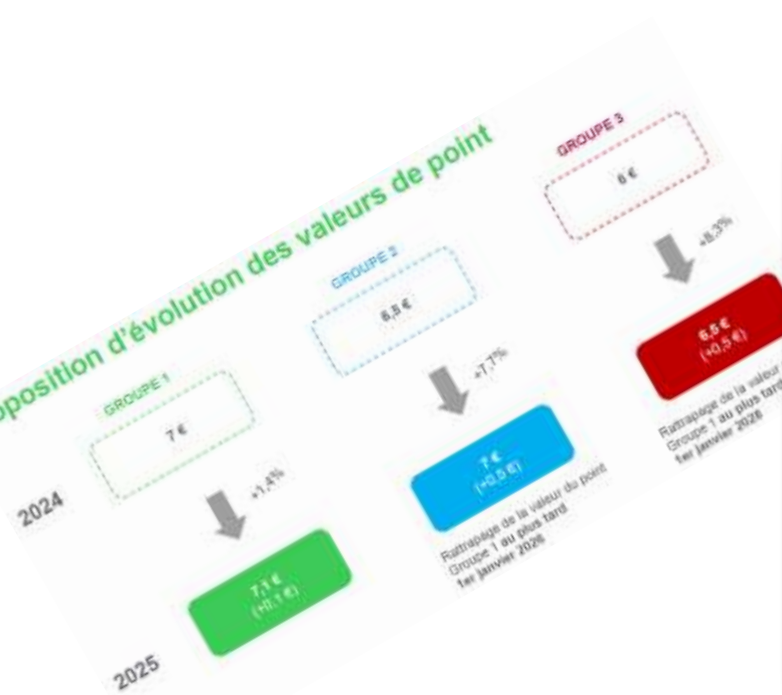 position d'évolution des valeurs de point
GROUPE 1
GROUPE 2
GROUPE 3
2024
7 €
6,5 €
6 €
+1,4%
+7,7%
+8,3%
2025
7,1 €
(+0,1 €)
7 €
(+0,5 €)
6,5 €
(+0,5 €)
Rattrapage de la valeur du point
Groupe 1 au plus tard
1er janvier 2026
Rattrapage de la valeur
Groupe 1 au plus tard
1er janvier 2028